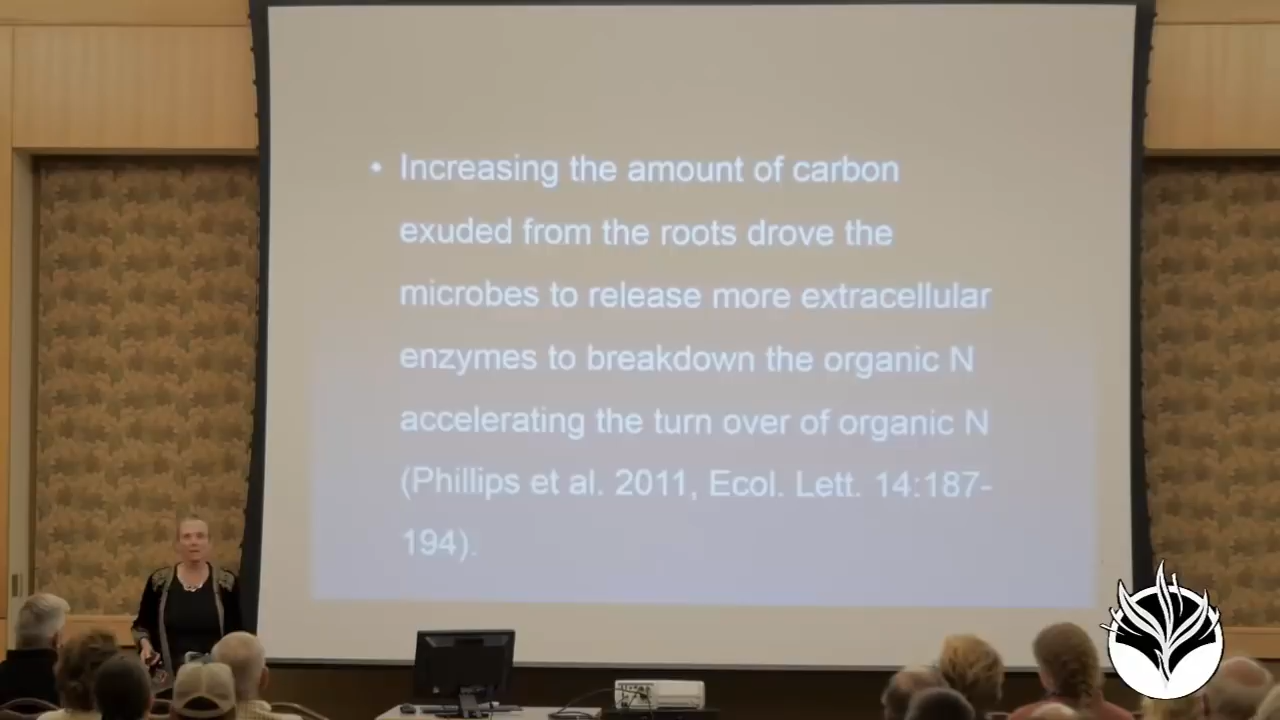 • Increasing the amount of carbon
exuded from the roots drove the
microbes to release more extracellular
enzymes to breakdown the organic N
accelerating the turn over of organic N
(Phillips et al. 2011, Ecol. Lett. 14:187-
194).